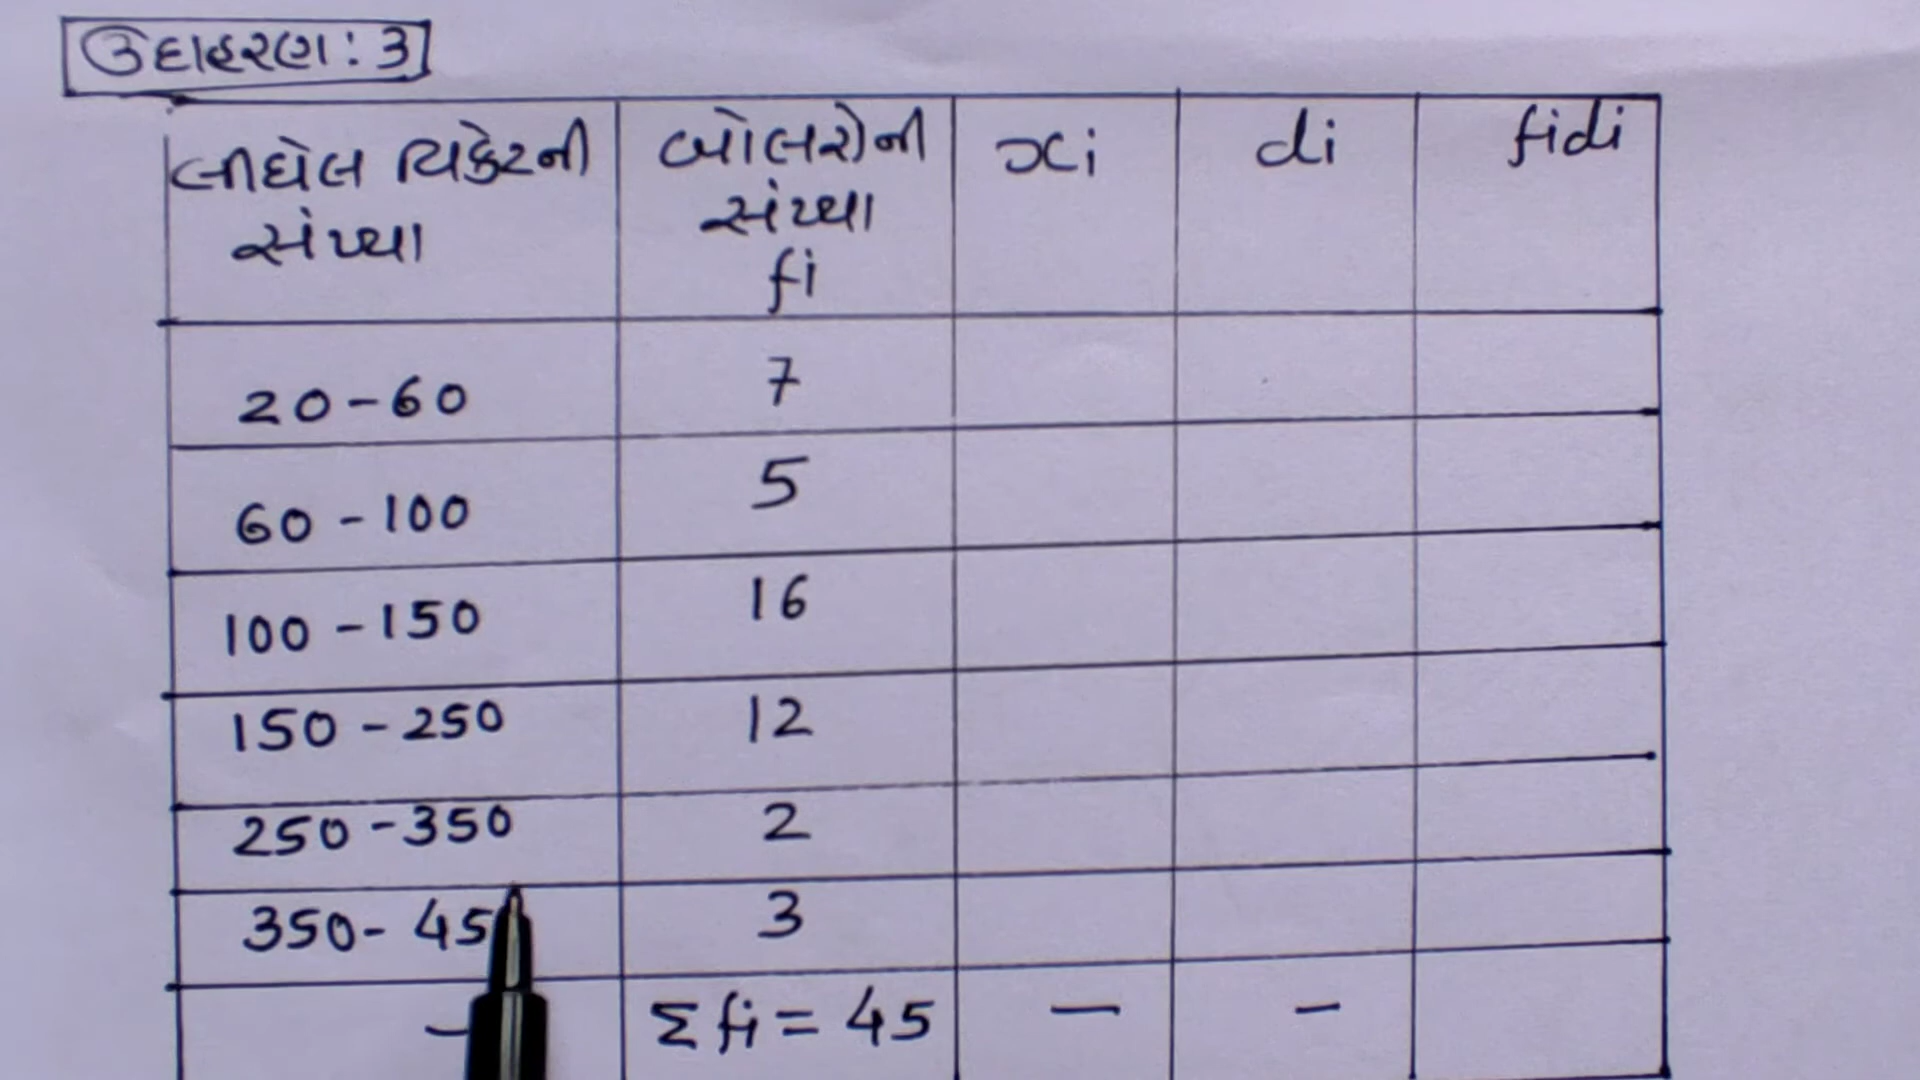 ઉદાહરણ : 3
લીધેલ વિકેટની સંખ્યા
બોલરોની સંખ્યા fi
xi
di
fidi
20 - 60
7
60 - 100
5
100 - 150
16
150 - 250
12
250 - 350
2
350 - 45
3
-
Σ fi = 45
-
-